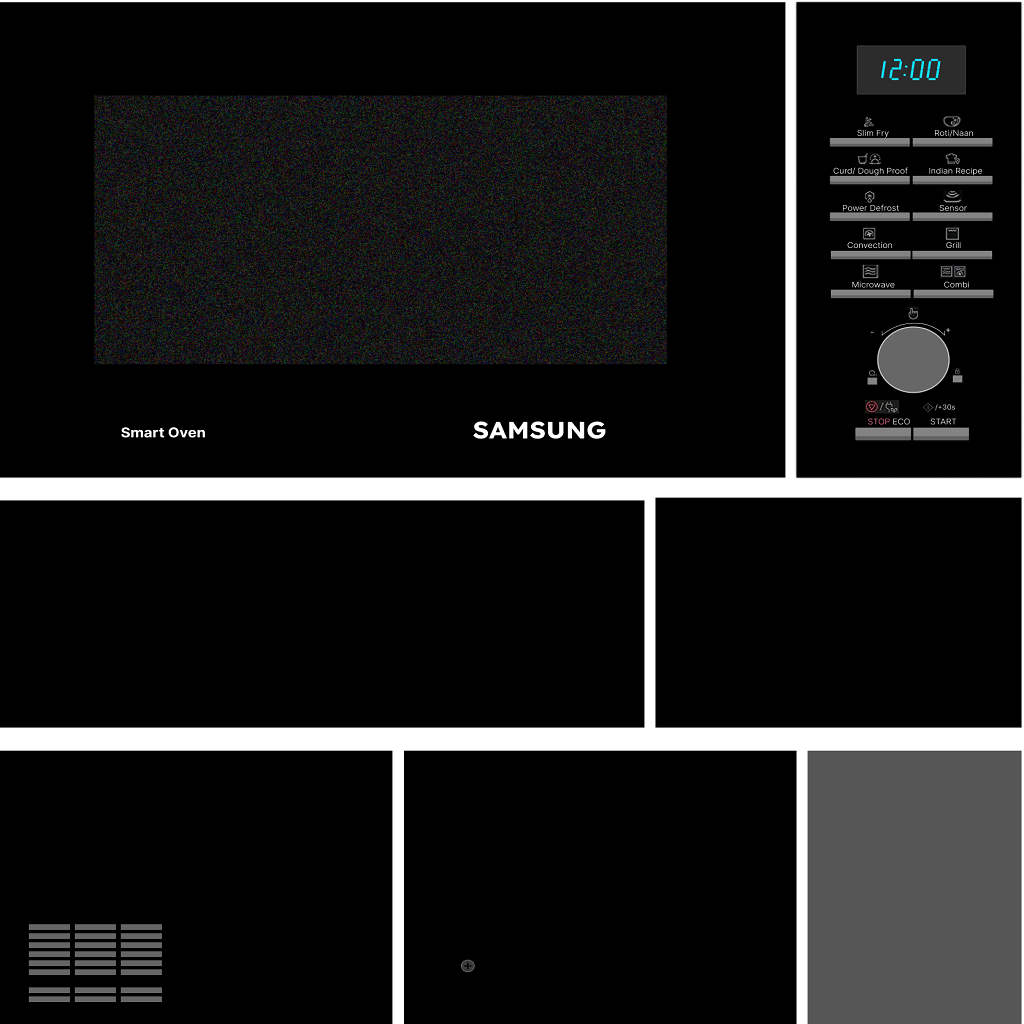 12:00
Slim Fry
Roti/Naan
Curd/ Dough Proof
Indian Recipe
Power Defrost
Sensor
Convection
Grill
Microwave
Combi
- +
/
/+30s
STOP ECO
START
Smart Oven
SAMSUNG